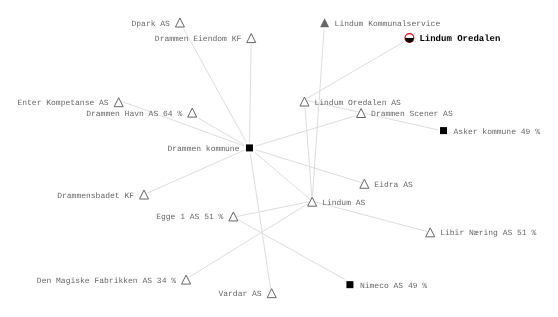 Dpark AS
Lindum Kommunalservice
Drammen Eiendom KF
Lindum Oredalen
Enter Kompetanse AS
Lindum Oredalen AS
Drammen Havn AS 64 %
Drammen Scener AS
Asker kommune 49 %
Drammen kommune
Eidra AS
Drammensbadet KF
Lindum AS
Egge 1 AS 51 %
Libir Næring AS 51 %
Den Magiske Fabrikken AS 34 %
Nimeco AS 49 %
Vardar AS